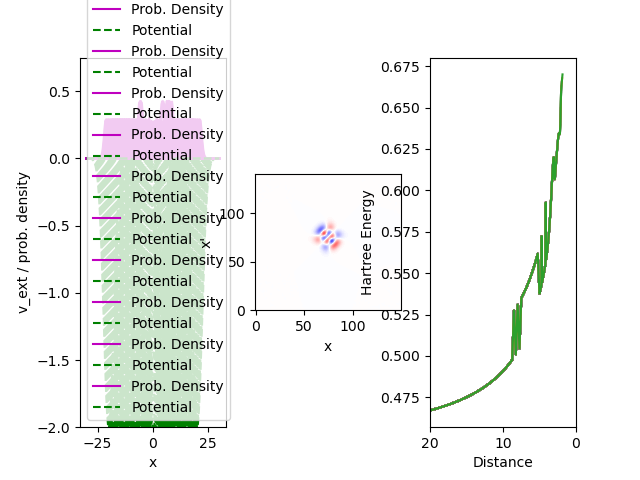 Prob. Density
Potential
Prob. Density
Potential
Prob. Density
Potential
Prob. Density
Potential
Prob. Density
Potential
Prob. Density
Potential
Prob. Density
Potential
Prob. Density
Potential
Prob. Density
Potential
Prob. Density
Potential
0.5
0.0
−0.5
−1.0
−1.5
−2.0
v_ext / prob. density
−25
0
25
x
100
50
0
x'
0
50
100
x
0.675
0.650
0.625
0.600
0.575
0.550
0.525
0.500
0.475
Hartree Energy
20
10
0
Distance